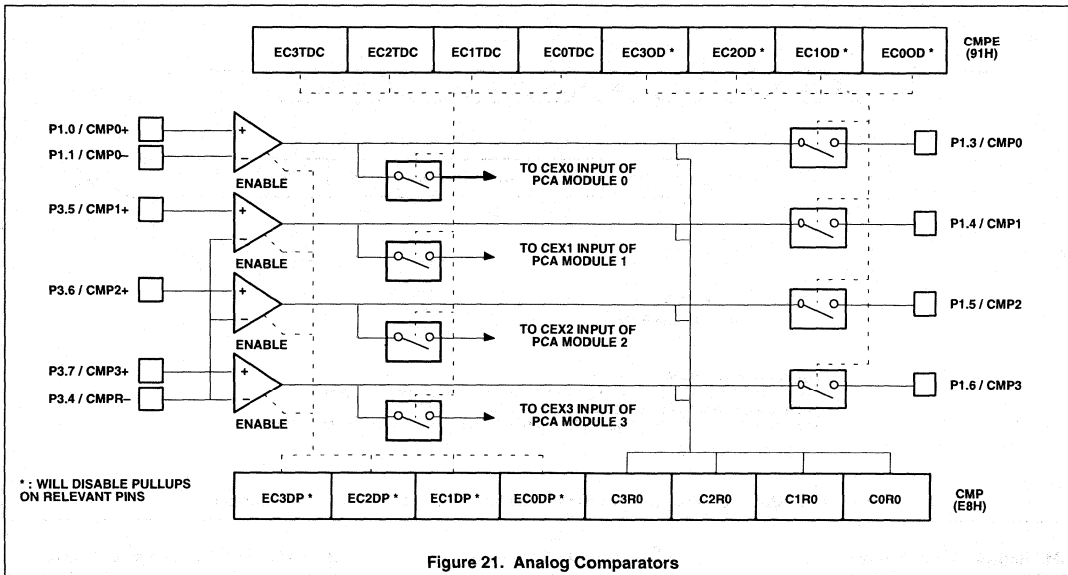 EC3TDC EC2TDC EC1TDC EC0TDC EC3OD * EC2OD * EC1OD * EC0OD *
CMPE
(91H)
P1.0 / CMP0+
P1.1 / CMP0–
+
–
ENABLE
TO CEX0 INPUT OF
PCA MODULE 0
P1.3 / CMP0
P3.5 / CMP1+
+
–
ENABLE
TO CEX1 INPUT OF
PCA MODULE 1
P1.4 / CMP1
P3.6 / CMP2+
+
–
ENABLE
TO CEX2 INPUT OF
PCA MODULE 2
P1.5 / CMP2
P3.7 / CMP3+
P3.4 / CMPR–
+
–
ENABLE
TO CEX3 INPUT OF
PCA MODULE 3
P1.6 / CMP3
* : WILL DISABLE PULLUPS
ON RELEVANT PINS
EC3DP * EC2DP * EC1DP * EC0DP * C3R0 C2R0 C1R0 C0R0
CMP
(E8H)
Figure 21. Analog Comparators